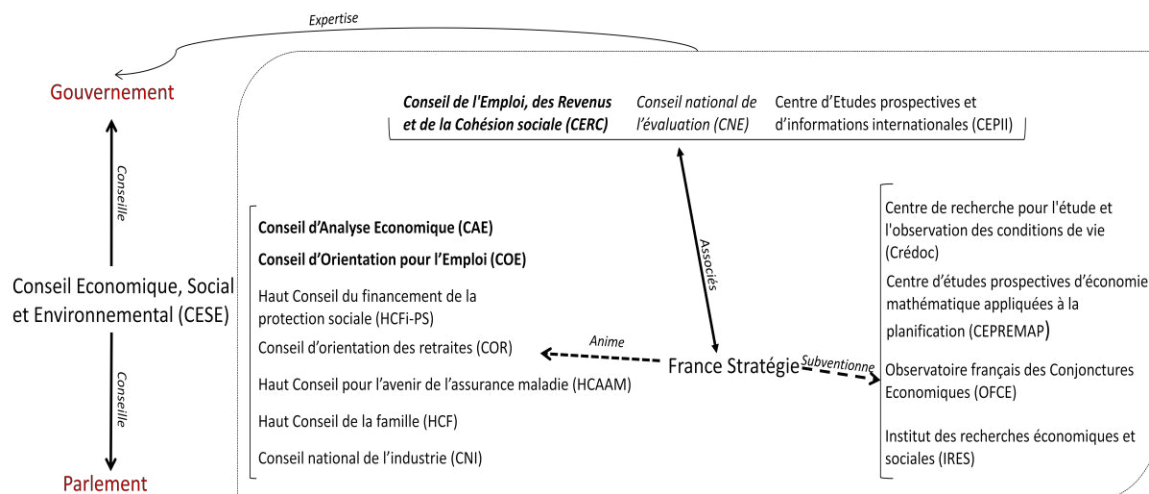 Expertise
Gouvernement
Conseil de l'Emploi, des Revenus
et de la Cohésion sociale (CERC)
Conseil national de
l'évaluation (CNE)
Centre d'Etudes prospectives et
d'informations internationales (CEPII)
Conseille
Conseil Economique, Social
et Environnemental (CESE)
Conseille
Parlement
Conseil d'Analyse Economique (CAE)
Conseil d'Orientation pour l'Emploi (COE)
Haut Conseil du financement de la
protection sociale (HCFi-PS)
Conseil d'orientation des retraites (COR)
Haut Conseil pour l'avenir de l'assurance maladie (HCAAM)
Haut Conseil de la famille (HCF)
Conseil national de l'industrie (CNI)
Anime
Associés
France Stratégie
Subventionne
Centre de recherche pour l'étude et
l'observation des conditions de vie
(Crédoc)
Centre d'études prospectives d'économie
mathématique appliquées à la
planification (CEPREMAP)
Observatoire français des Conjonctures
Economiques (OFCE)
Institut des recherches économiques et
sociales (IRES)